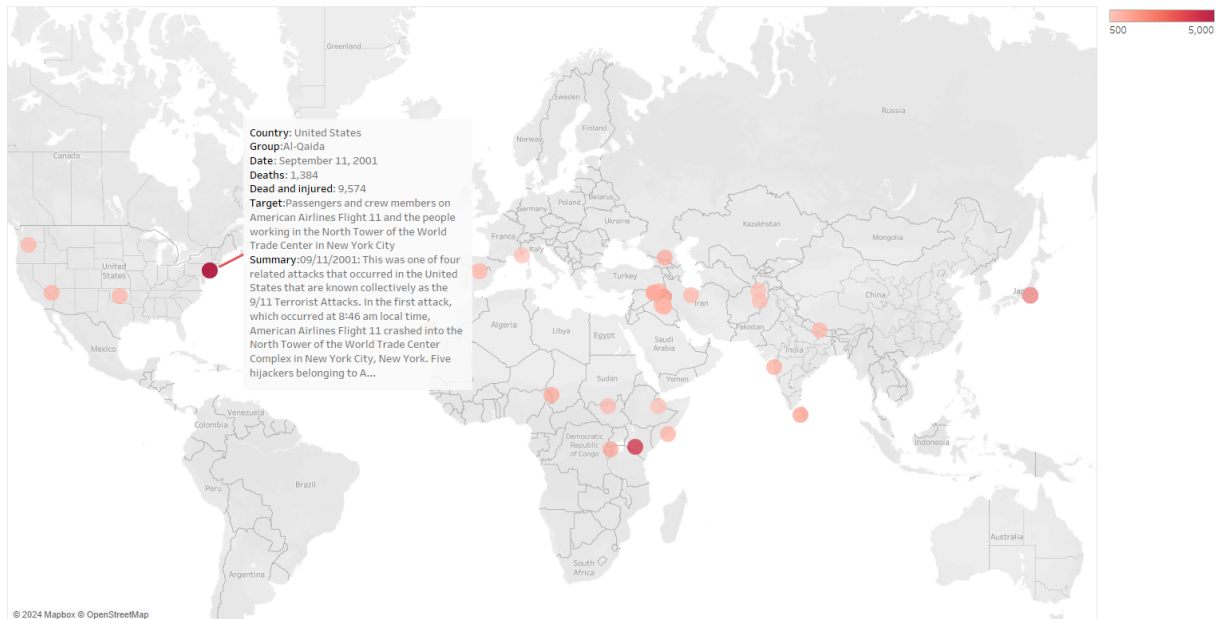 500
5,000
Greenland
Sweden
Finland
Norway
Russia
Canada
Country: United States
Group:Al-Qaida
Date: September 11, 2001
Deaths: 1,384
Dead and injured: 9,574
Target:Passengers and crew members on
American Airlines Flight 11 and the people
working in the North Tower of the World
Trade Center in New York City
Summary:09/11/2001: This was one of four
related attacks that occurred in the United
States that are known collectively as the
9/11 Terrorist Attacks. In the first attack,
which occurred at 8:46 am local time,
American Airlines Flight 11 crashed into the
North Tower of the World Trade Center
Complex in New York City, New York. Five
hijackers belonging to A...
Belarus
Poland
Germany
Ukraine
France
Kazakhstan
Mongolia
Italy
United
States
Turkey
Iran
China
Algeria
Libya
Egypt
Pakistan
Saudi
Arabia
India
Mexico
Sudan
Yemen
Venezuela
Colombia
Democratic
Republic
of Congo
Indonesia
Peru
Brazil
Australia
South
Africa
Argentina
© 2024 Mapbox © OpenStreetMap